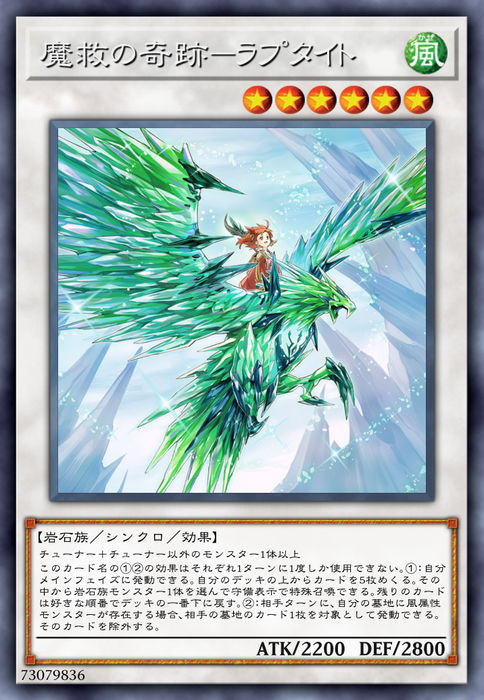 魔救の奇跡－ラプタイト
かぜ
風
【岩石族／シンクロ／効果】
チューナー＋チューナー以外のモンスター1体以上
このカード名の①②の効果はそれぞれ1ターンに1度しか使用できない。①：自分
メインフェイズに発動できる。自分のデッキの上からカードを5枚めくる。その
中から岩石族モンスター1体を選んで守備表示で特殊召喚できる。残りのカード
は好きな順番でデッキの一番下に戻す。②：相手ターンに、自分の墓地に風属性
モンスターが存在する場合、相手の墓地のカード1枚を対象として発動できる。
そのカードを除外する。
ATK/2200 DEF/2800
73079836